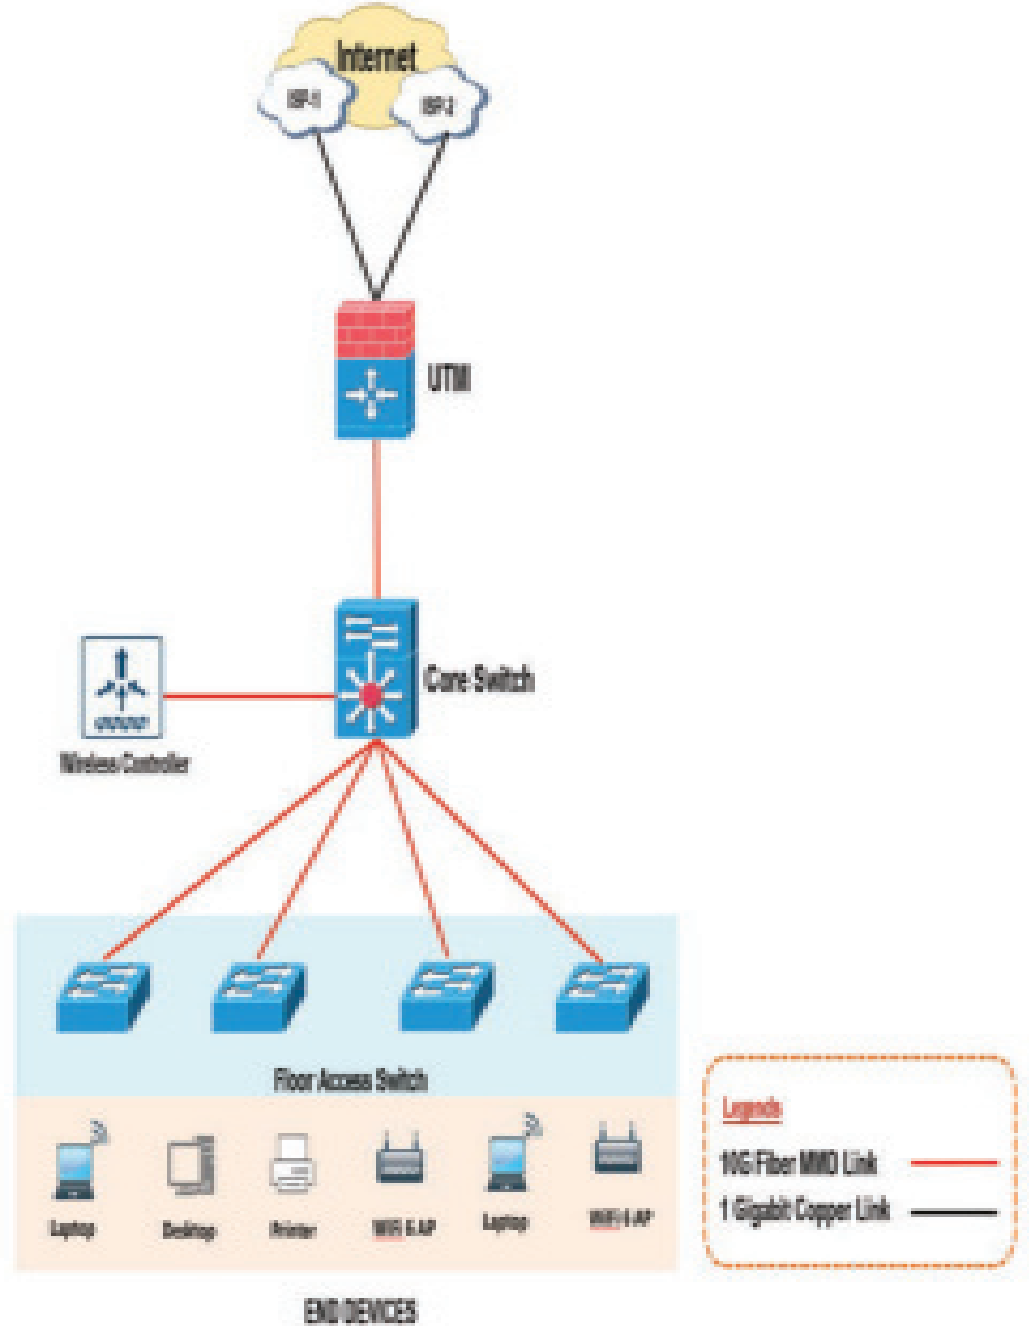 Internet
ISP-1
ISP-2
UTM
Core Switch
Wireless Controller
Floor Access Switch
Legends
10G Fiber MMD Link
1 Gigabit Copper Link
Laptop
Desktop
Printer
WiFi 6 AP
Laptop
WiFi 6 AP
END DEVICES